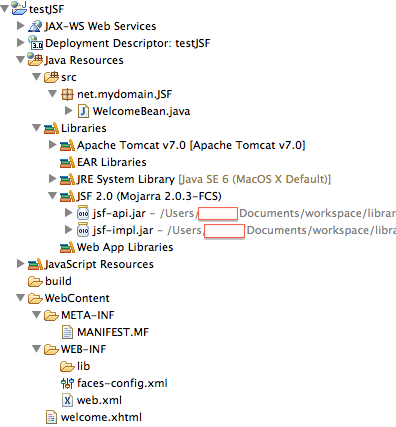 testJSF
JAX-WS Web Services
Deployment Descriptor: testJSF
Java Resources
src
net.mydomain.JSF
WelcomeBean.java
Libraries
Apache Tomcat v7.0 [Apache Tomcat v7.0]
EAR Libraries
JRE System Library [Java SE 6 (MacOS X Default)]
JSF 2.0 (Mojarra 2.0.3-FCS)
jsf-api.jar - /Users/ Documents/workspace/librar
jsf-impl.jar - /Users/ Documents/workspace/libra
Web App Libraries
JavaScript Resources
build
WebContent
META-INF
MANIFEST.MF
WEB-INF
lib
faces-config.xml
web.xml
welcome.xhtml